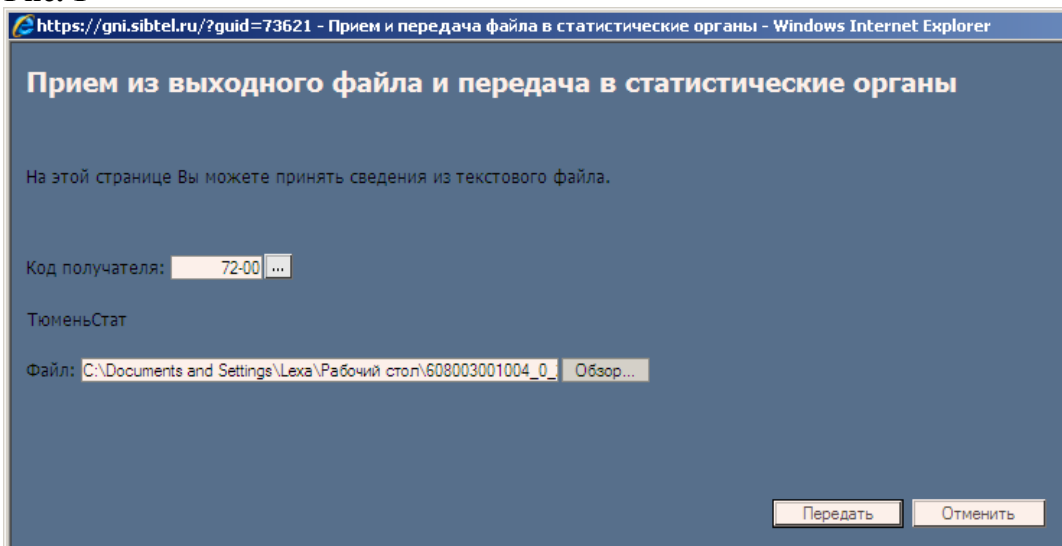 https://gni.sibtel.ru/?guid=73621 - Прием и передача файла в статистические органы - Windows Internet Explorer
Прием из выходного файла и передача в статистические органы
На этой странице Вы можете принять сведения из текстового файла.
Код получателя: 72-00 ...
ТюменьСтат
Файл: C:\Documents and Settings\Lexa\Рабочий стол\608003001004_0_ Обзор...
Передать Отменить